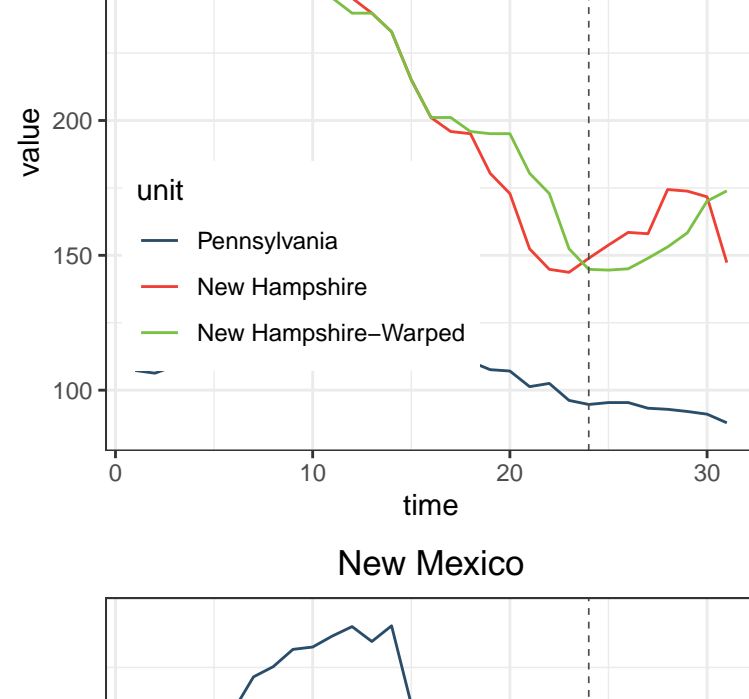 200
value
unit
Pennsylvania
150
New Hampshire
New Hampshire−Warped
100
0 10 20 30
time
New Mexico